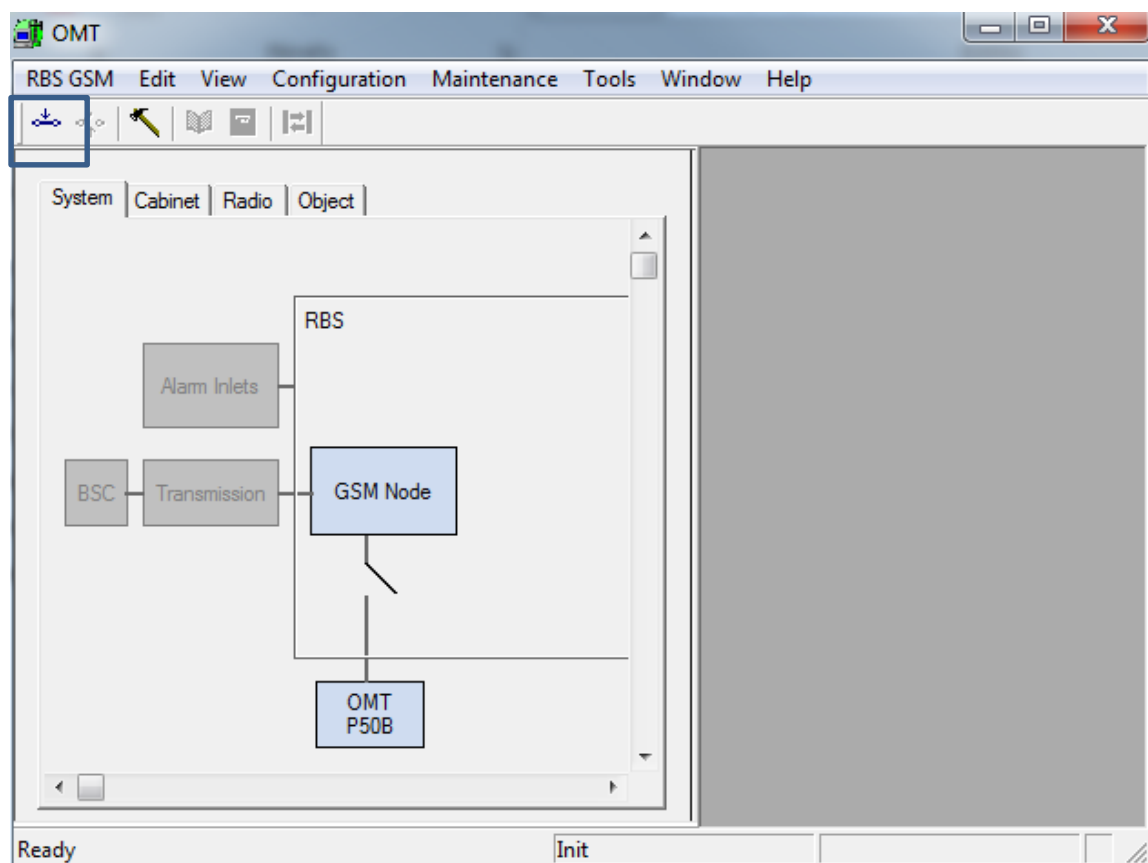 OMT
RBS GSM Edit View Configuration Maintenance Tools Window Help
System Cabinet Radio Object
RBS
Alarm Inlets
BSC Transmission GSM Node
OMT
P50B
Ready Init